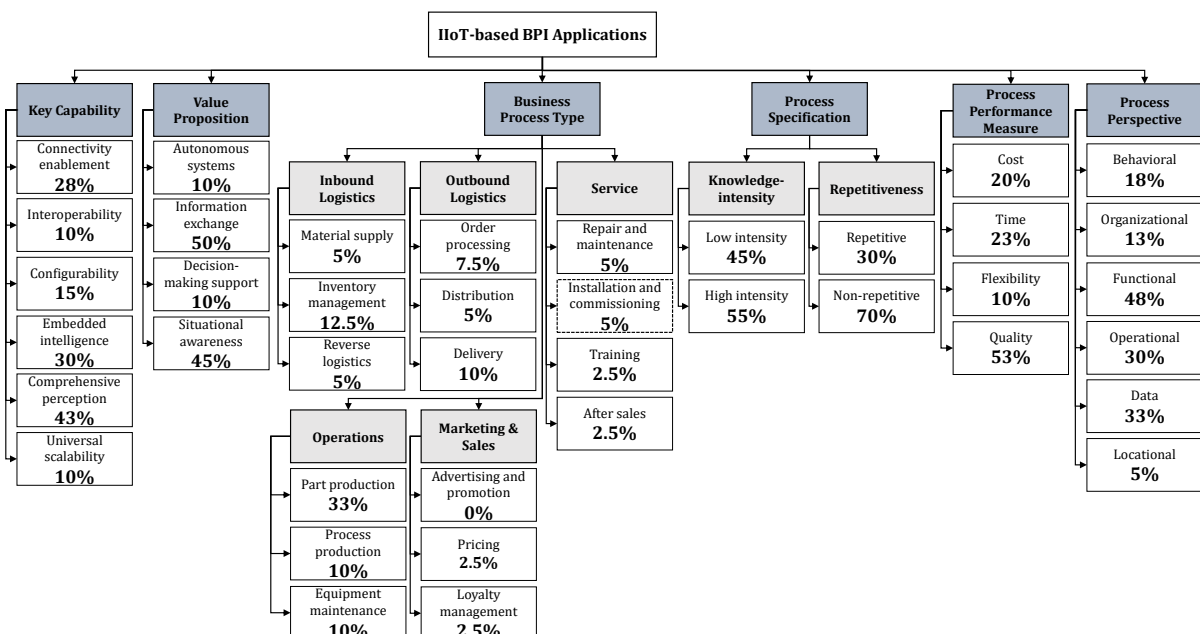 IIoT-based BPI Applications
Key Capability
Connectivity
enablement
28%
Interoperability
10%
Configurability
15%
Embedded
intelligence
30%
Comprehensive
perception
43%
Universal
scalability
10%
Value
Proposition
Autonomous
systems
10%
Information
exchange
50%
Decision-
making support
10%
Situational
awareness
45%
Business
Process Type
Inbound
Logistics
Material supply
5%
Inventory
management
12.5%
Reverse
logistics
5%
Outbound
Logistics
Order
processing
7.5%
Distribution
5%
Delivery
10%
Service
Repair and
maintenance
5%
Installation and
commissioning
5%
Training
2.5%
After sales
2.5%
Operations
Part production
33%
Process
production
10%
Equipment
maintenance
10%
Marketing &
Sales
Advertising and
promotion
0%
Pricing
2.5%
Loyalty
management
2.5%
Process
Specification
Knowledge-
intensity
Low intensity
45%
High intensity
55%
Repetitiveness
Repetitive
30%
Non-repetitive
70%
Process
Performance
Measure
Cost
20%
Time
23%
Flexibility
10%
Quality
53%
Process
Perspective
Behavioral
18%
Organizational
13%
Functional
48%
Operational
30%
Data
33%
Locational
5%